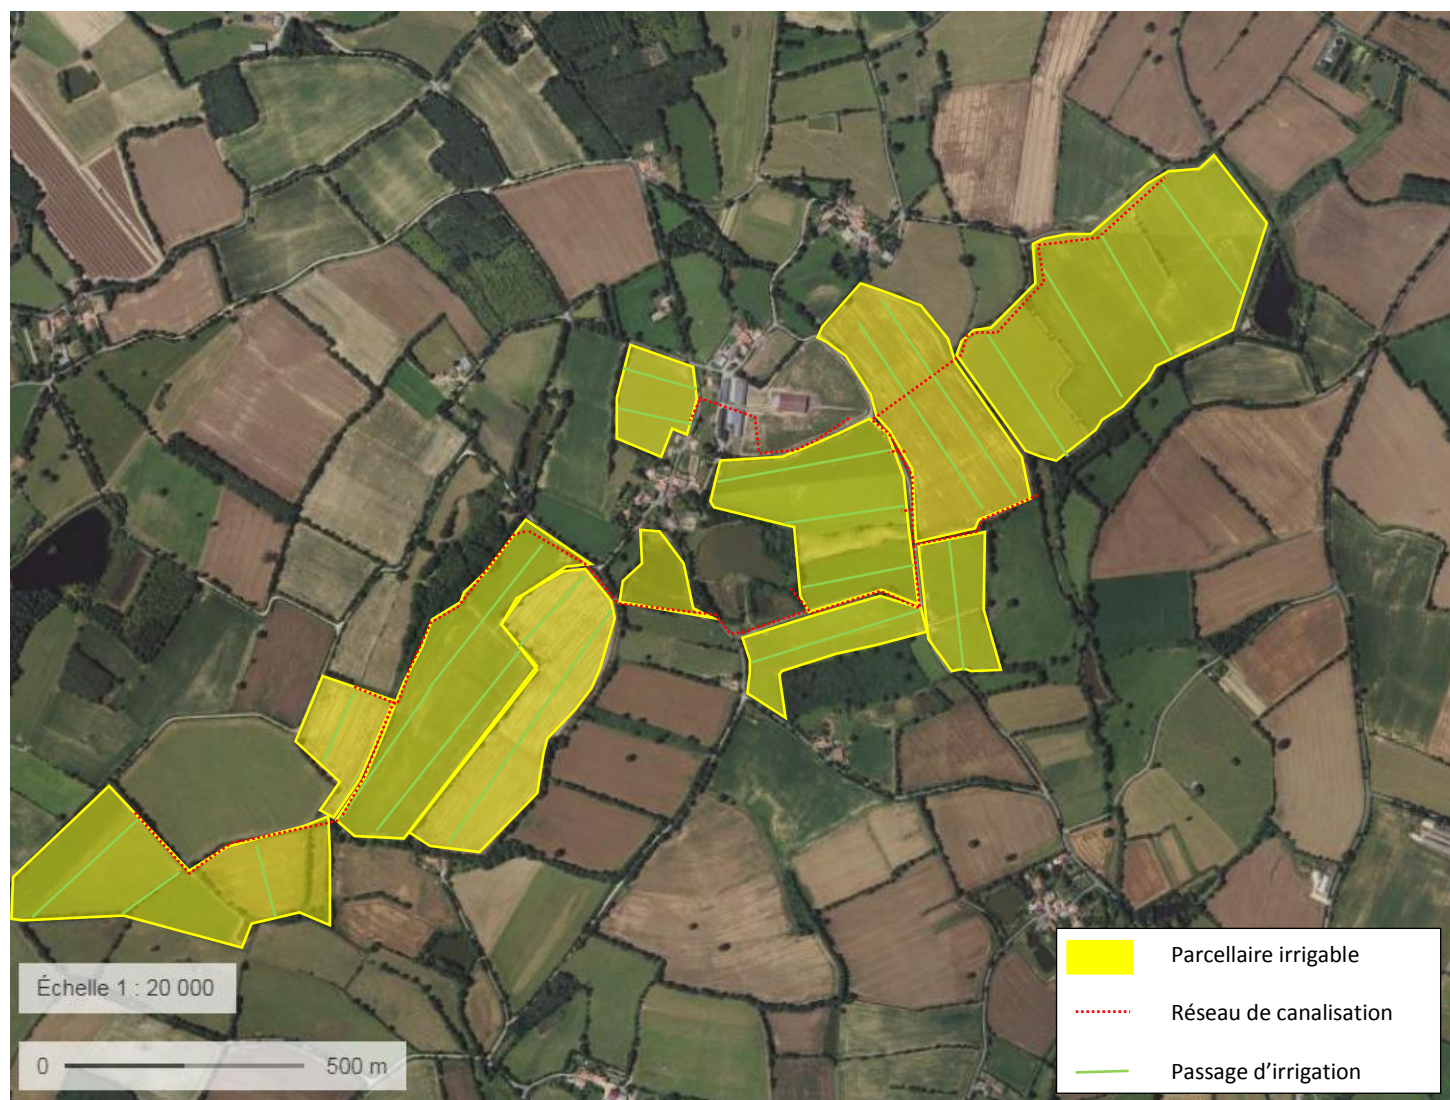 Échelle 1 : 20 000
0 500 m
Parcellaire irrigable
Réseau de canalisation
Passage d’irrigation